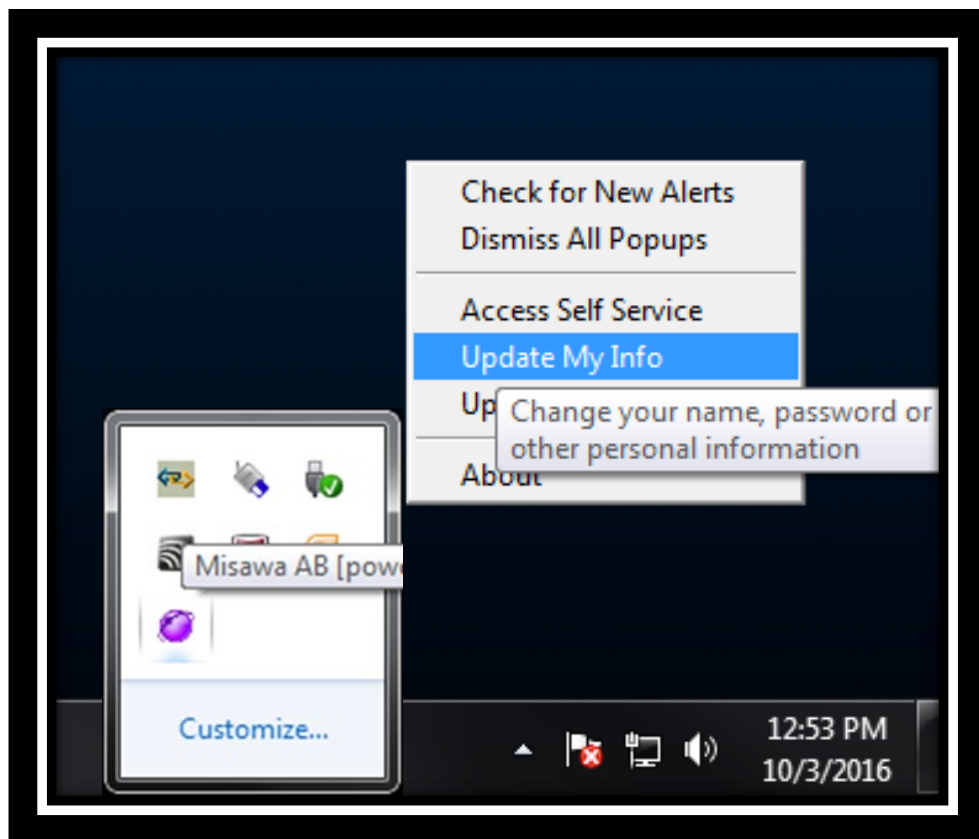 Check for New Alerts
Dismiss All Popups
Access Self Service
Update My Info
Up
Change your name, password or
other personal information
About
Misawa AB [pow
Customize...
12:53 PM
10/3/2016